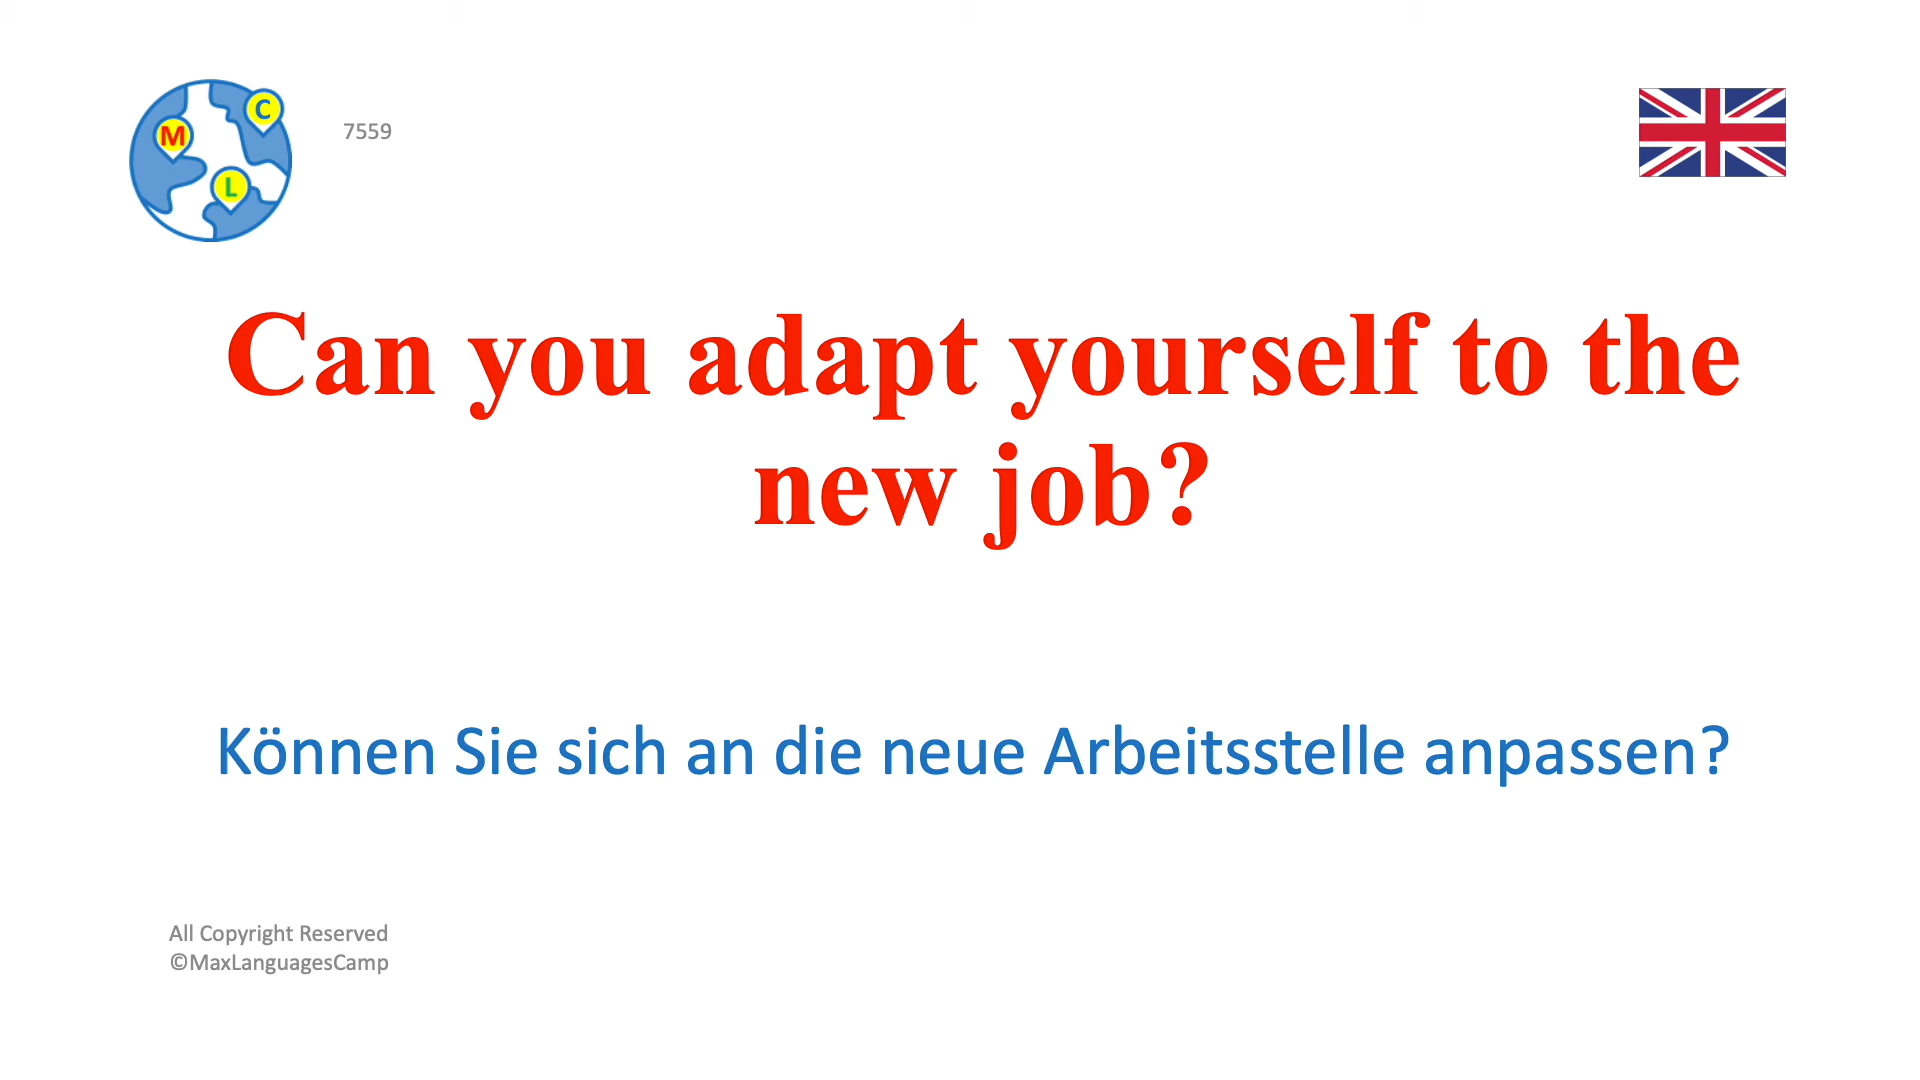 C
M
L
7559
Can you adapt yourself to the
new job?
Können Sie sich an die neue Arbeitsstelle anpassen?
All Copyright Reserved
©MaxLanguagesCamp